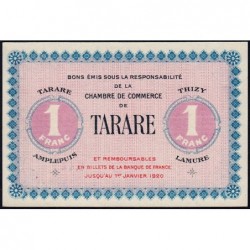 BONS ÉMIS SOUS LA RESPONSABILITÉ
DE LA
CHAMBRE DE COMMERCE
DE
TARARE
TARARE
1
FRANC
AMPLEPUIS
THIZY
1
FRANC
LAMURE
ET REMBOURSABLES
EN BILLETS DE LA BANQUE DE FRANCE
JUSQU'AU 1ER JANVIER 1920